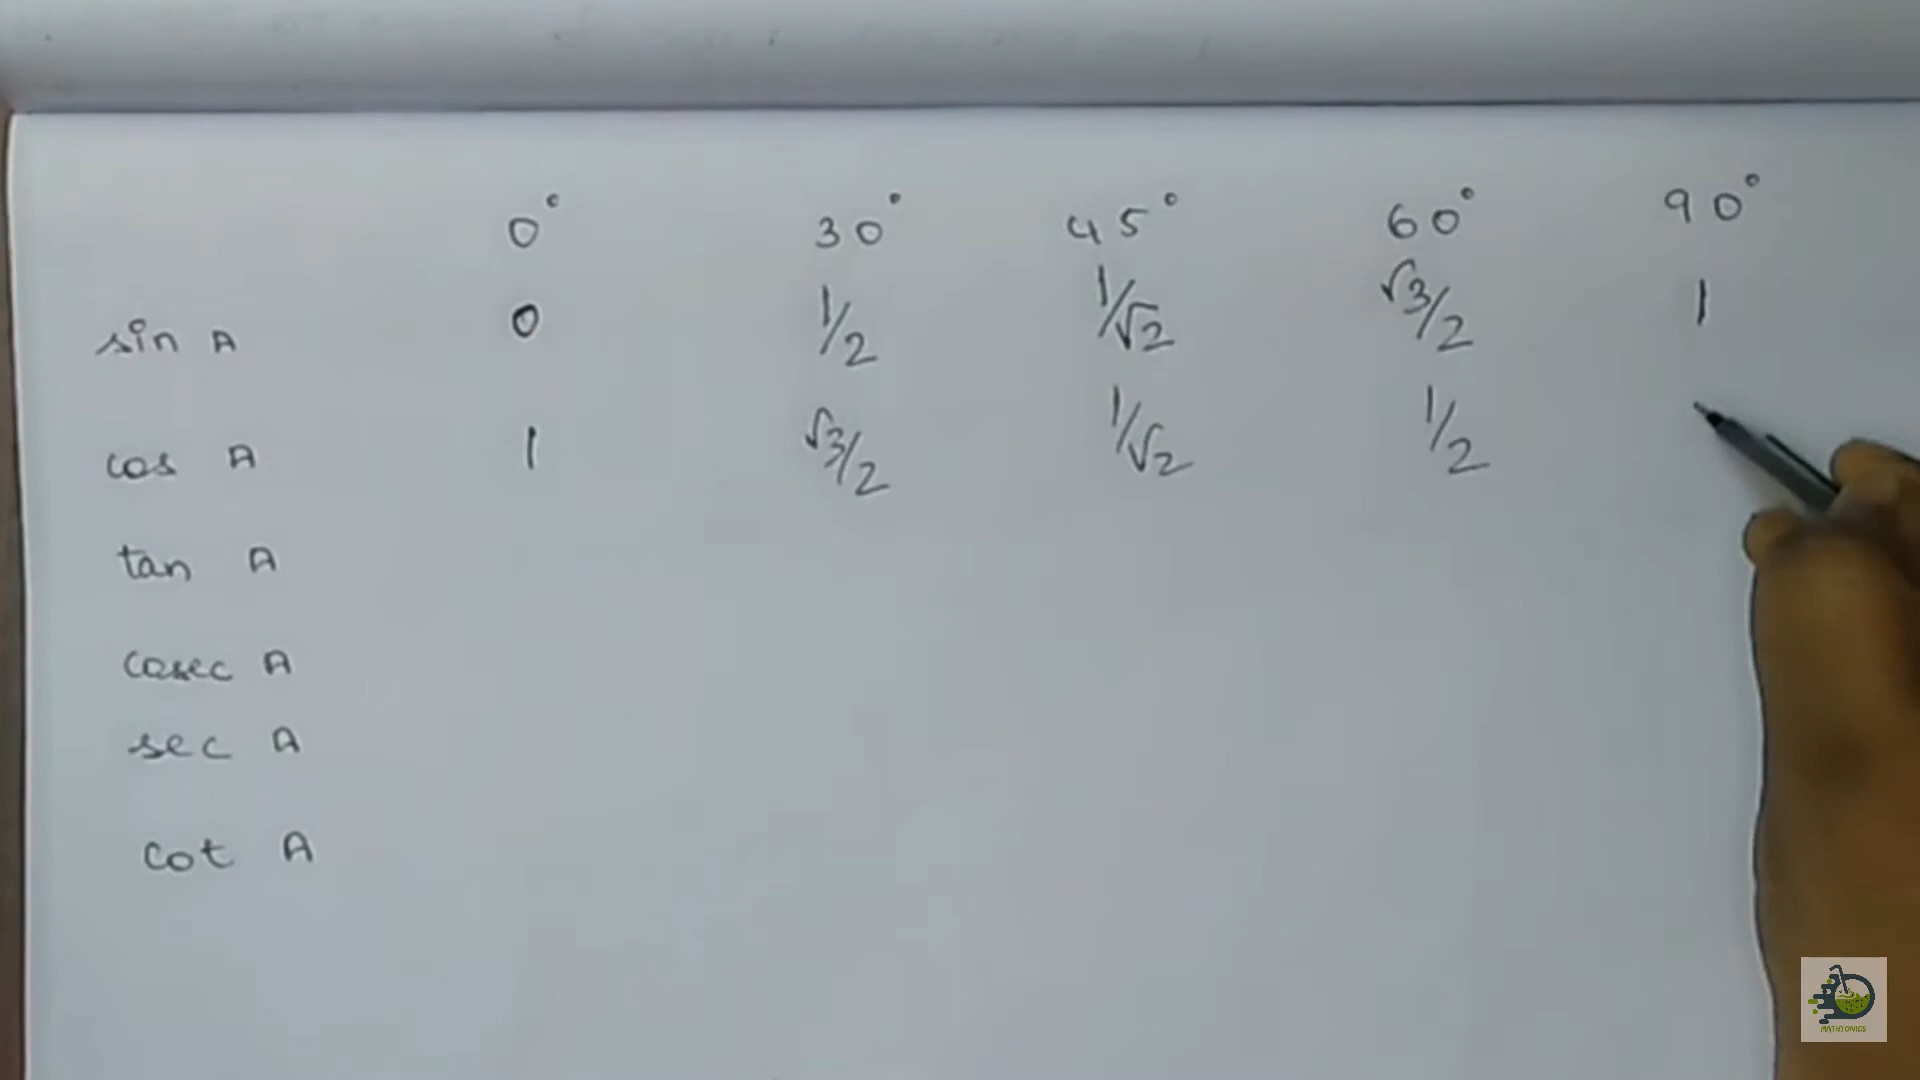 0° 30° 45° 60° 90°
sin A 0 1/2 1/√2 √3/2 1
cos A 1 √3/2 1/√2 1/2
tan A
cosec A
sec A
cot A
MATHTONICS